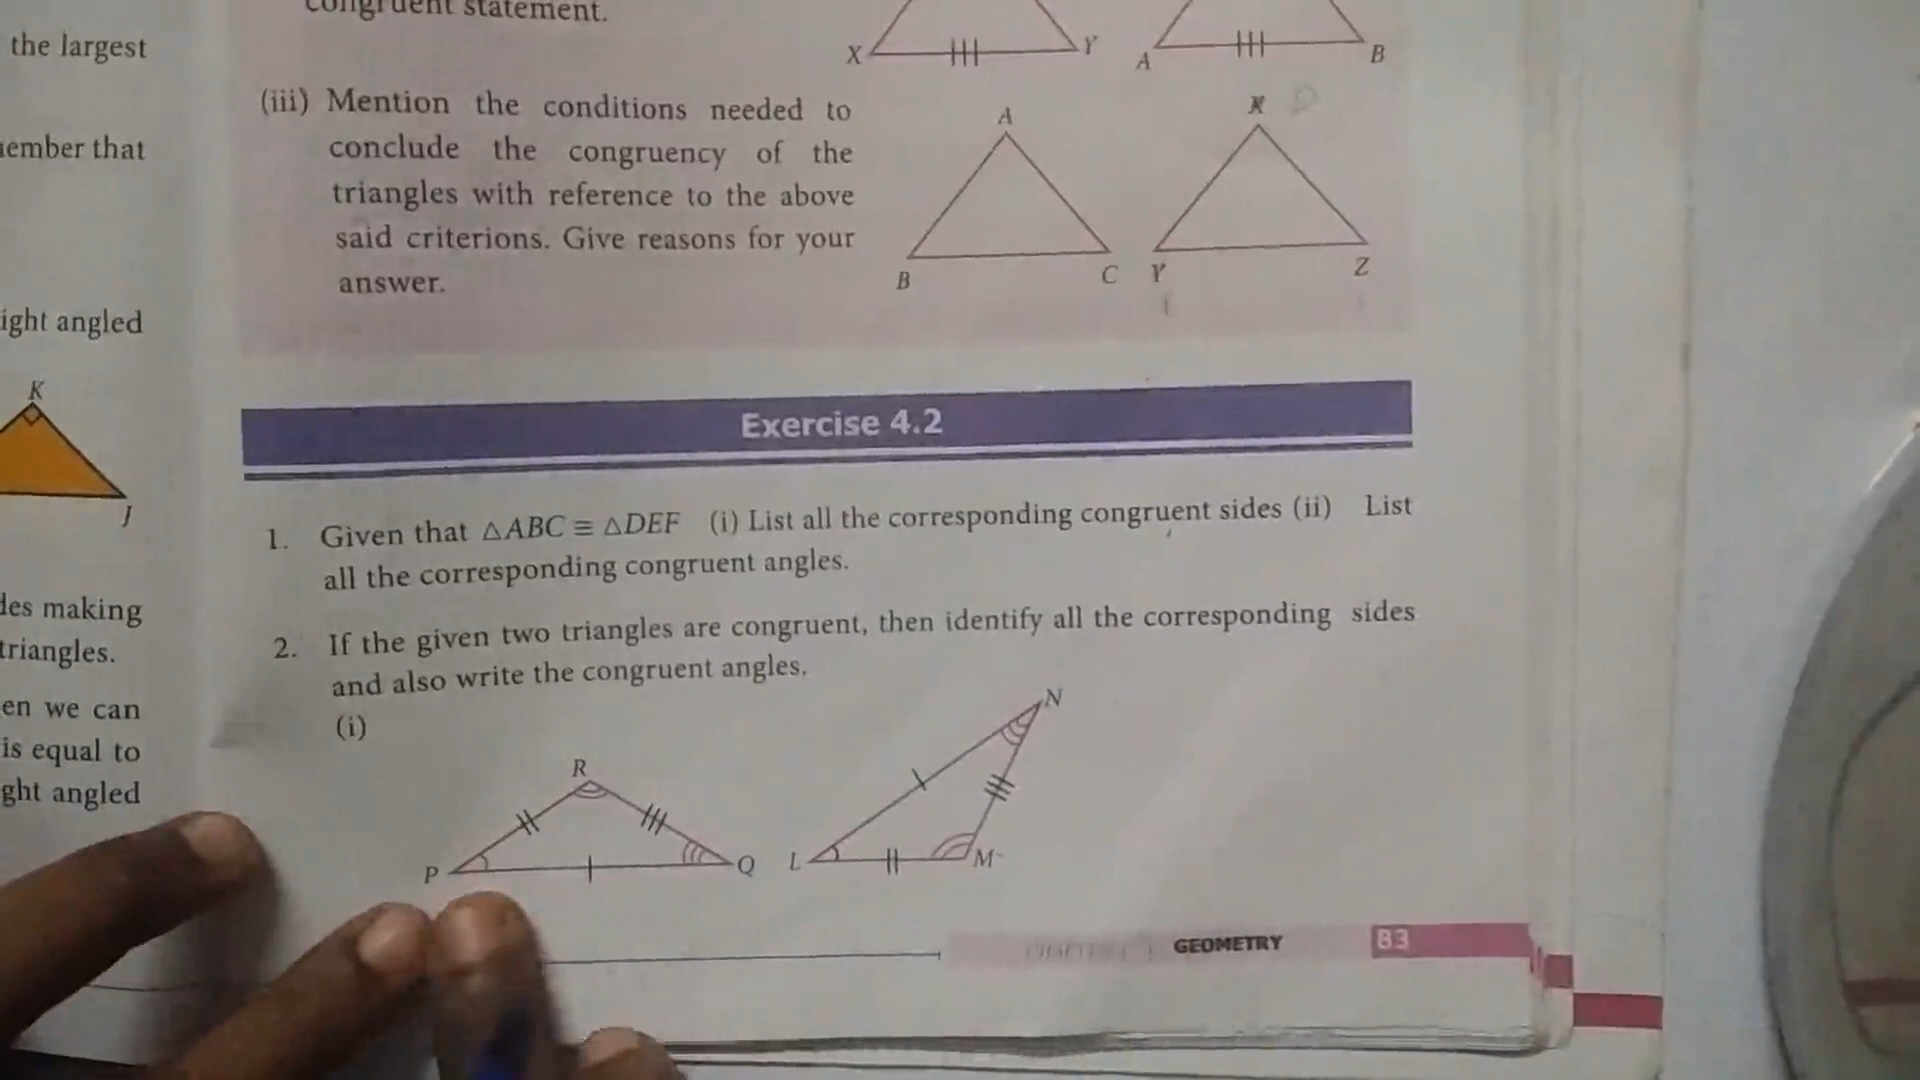 congruent statement.
the largest
X Y A B
(iii) Mention the conditions needed to
conclude the congruency of the
triangles with reference to the above
said criterions. Give reasons for your
answer.
A
X
B C Y Z
that
angled
K
J
making
triangles.
en we can
is equal to
angled
Exercise 4.2
1. Given that △ABC ≡ △DEF (i) List all the corresponding congruent sides (ii) List
all the corresponding congruent angles.
2. If the given two triangles are congruent, then identify all the corresponding sides
and also write the congruent angles.
(i)
R
N
P Q L M
GEOMETRY 83